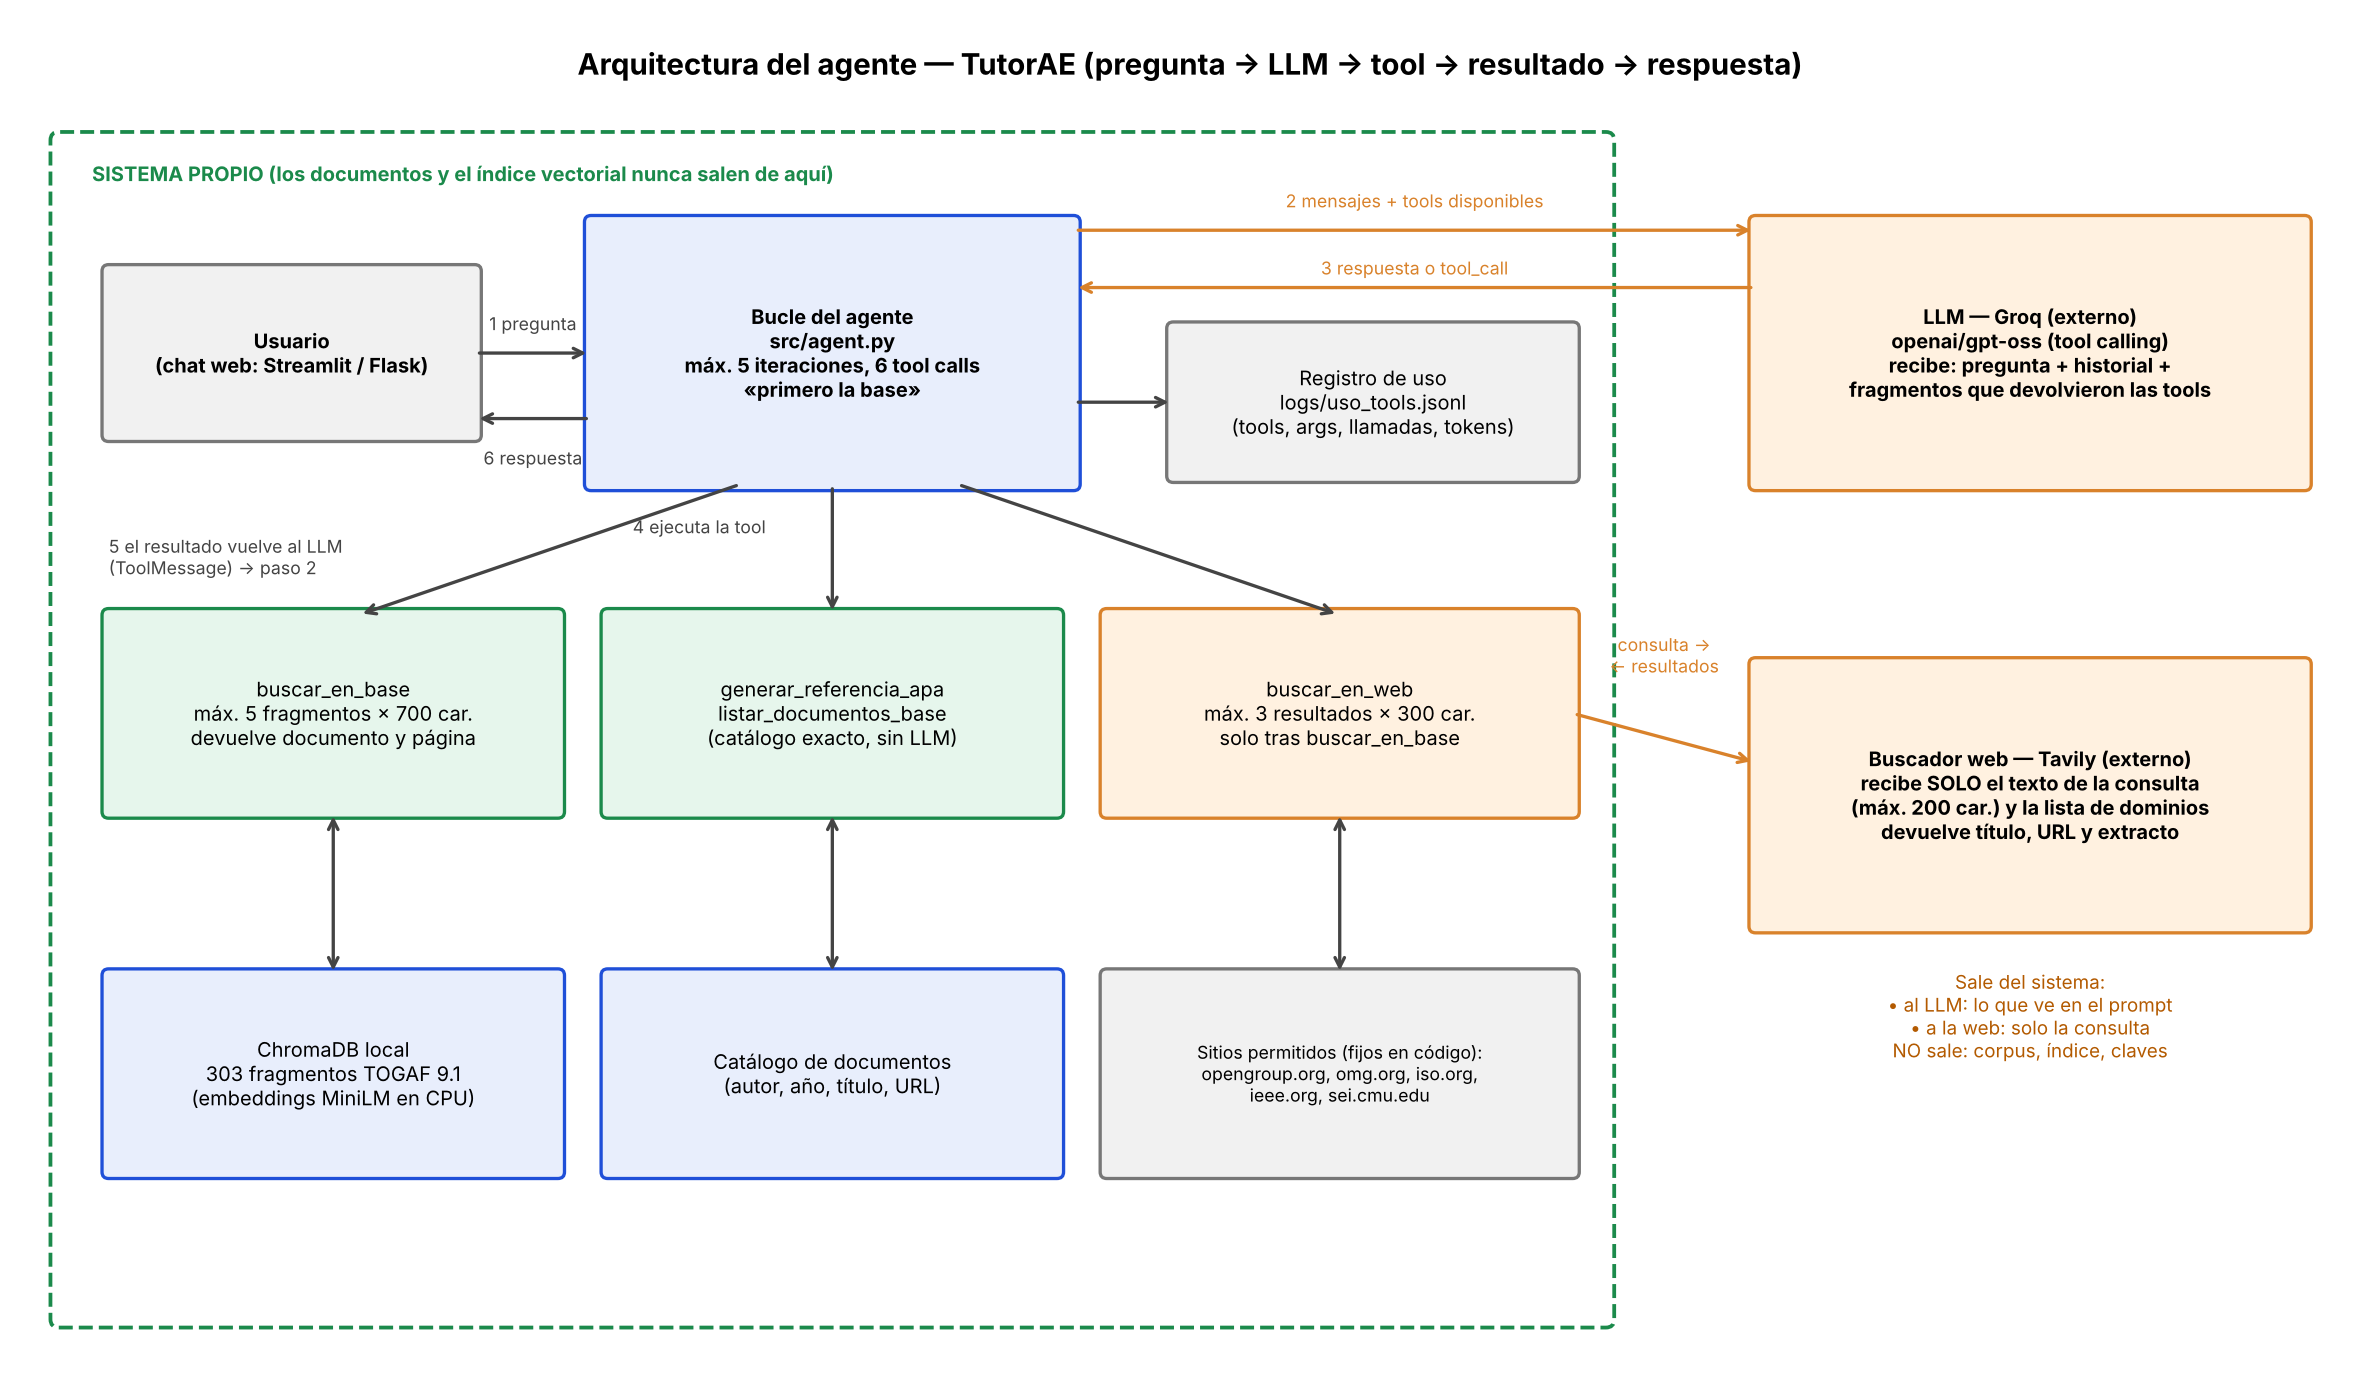 Arquitectura del agente — TutorAE (pregunta → LLM → tool → resultado → respuesta)
SISTEMA PROPIO (los documentos y el índice vectorial nunca salen de aquí)
2 mensajes + tools disponibles
3 respuesta o tool_call
Usuario
(chat web: Streamlit / Flask)
1 pregunta
6 respuesta
Bucle del agente
src/agent.py
máx. 5 iteraciones, 6 tool calls
«primero la base»
Registro de uso
logs/uso_tools.jsonl
(tools, args, llamadas, tokens)
LLM — Groq (externo)
openai/gpt-oss (tool calling)
recibe: pregunta + historial +
fragmentos que devolvieron las tools
4 ejecuta la tool
5 el resultado vuelve al LLM
(ToolMessage) → paso 2
buscar_en_base
máx. 5 fragmentos × 700 car.
devuelve documento y página
generar_referencia_apa
listar_documentos_base
(catálogo exacto, sin LLM)
buscar_en_web
máx. 3 resultados × 300 car.
solo tras buscar_en_base
consulta →
← resultados
Buscador web — Tavily (externo)
recibe SOLO el texto de la consulta
(máx. 200 car.) y la lista de dominios
devuelve título, URL y extracto
ChromaDB local
303 fragmentos TOGAF 9.1
(embeddings MiniLM en CPU)
Catálogo de documentos
(autor, año, título, URL)
Sitios permitidos (fijos en código):
opengroup.org, omg.org, iso.org,
ieee.org, sei.cmu.edu
Sale del sistema:
• al LLM: lo que ve en el prompt
• a la web: solo la consulta
NO sale: corpus, índice, claves